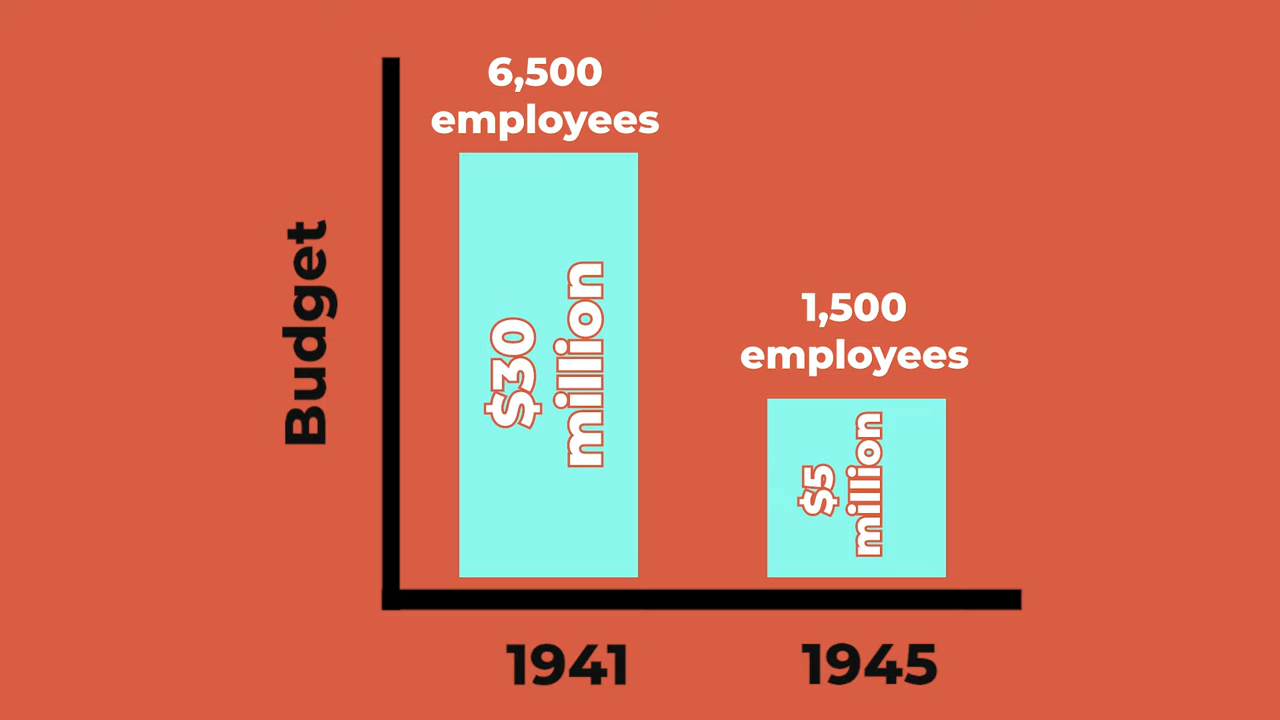 6,500
employees
$30
million
1,500
employees
$5
million
Budget
1941
1945